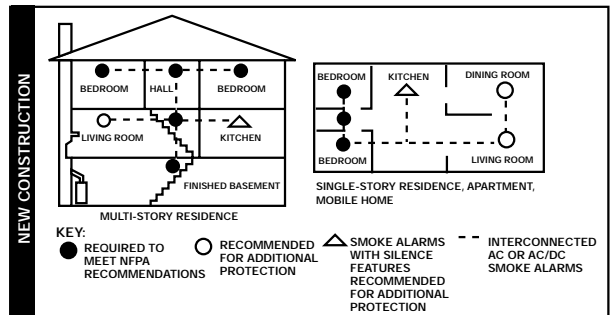 NEW CONSTRUCTION
BEDROOM
HALL
BEDROOM
LIVING ROOM
KITCHEN
FINISHED BASEMENT
MULTI-STORY RESIDENCE
BEDROOM
KITCHEN
DINING ROOM
BEDROOM
LIVING ROOM
SINGLE-STORY RESIDENCE, APARTMENT,
MOBILE HOME
KEY:
REQUIRED TO
MEET NFPA
RECOMMENDATIONS
RECOMMENDED
FOR ADDITIONAL
PROTECTION
SMOKE ALARMS
WITH SILENCE
FEATURES
RECOMMENDED
FOR ADDITIONAL
PROTECTION
INTERCONNECTED
AC OR AC/DC
SMOKE ALARMS